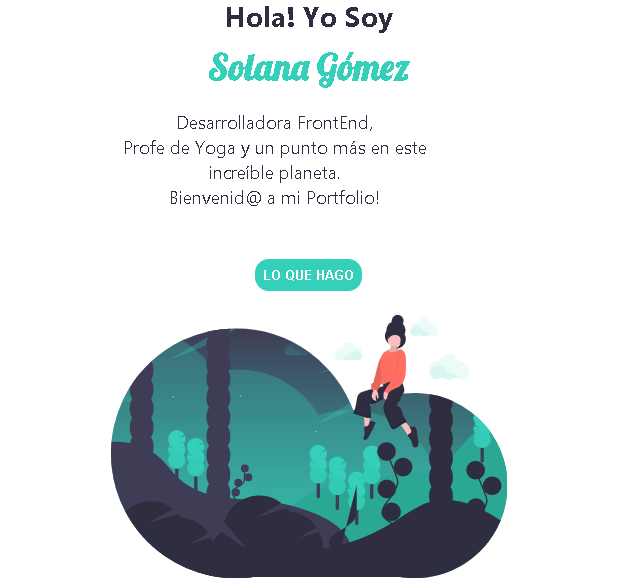 Hola! Yo Soy
Solana Gómez
Desarrolladora FrontEnd,
Profe de Yoga y un punto más en este
increíble planeta.
Bienvenid@ a mi Portfolio!
LO QUE HAGO